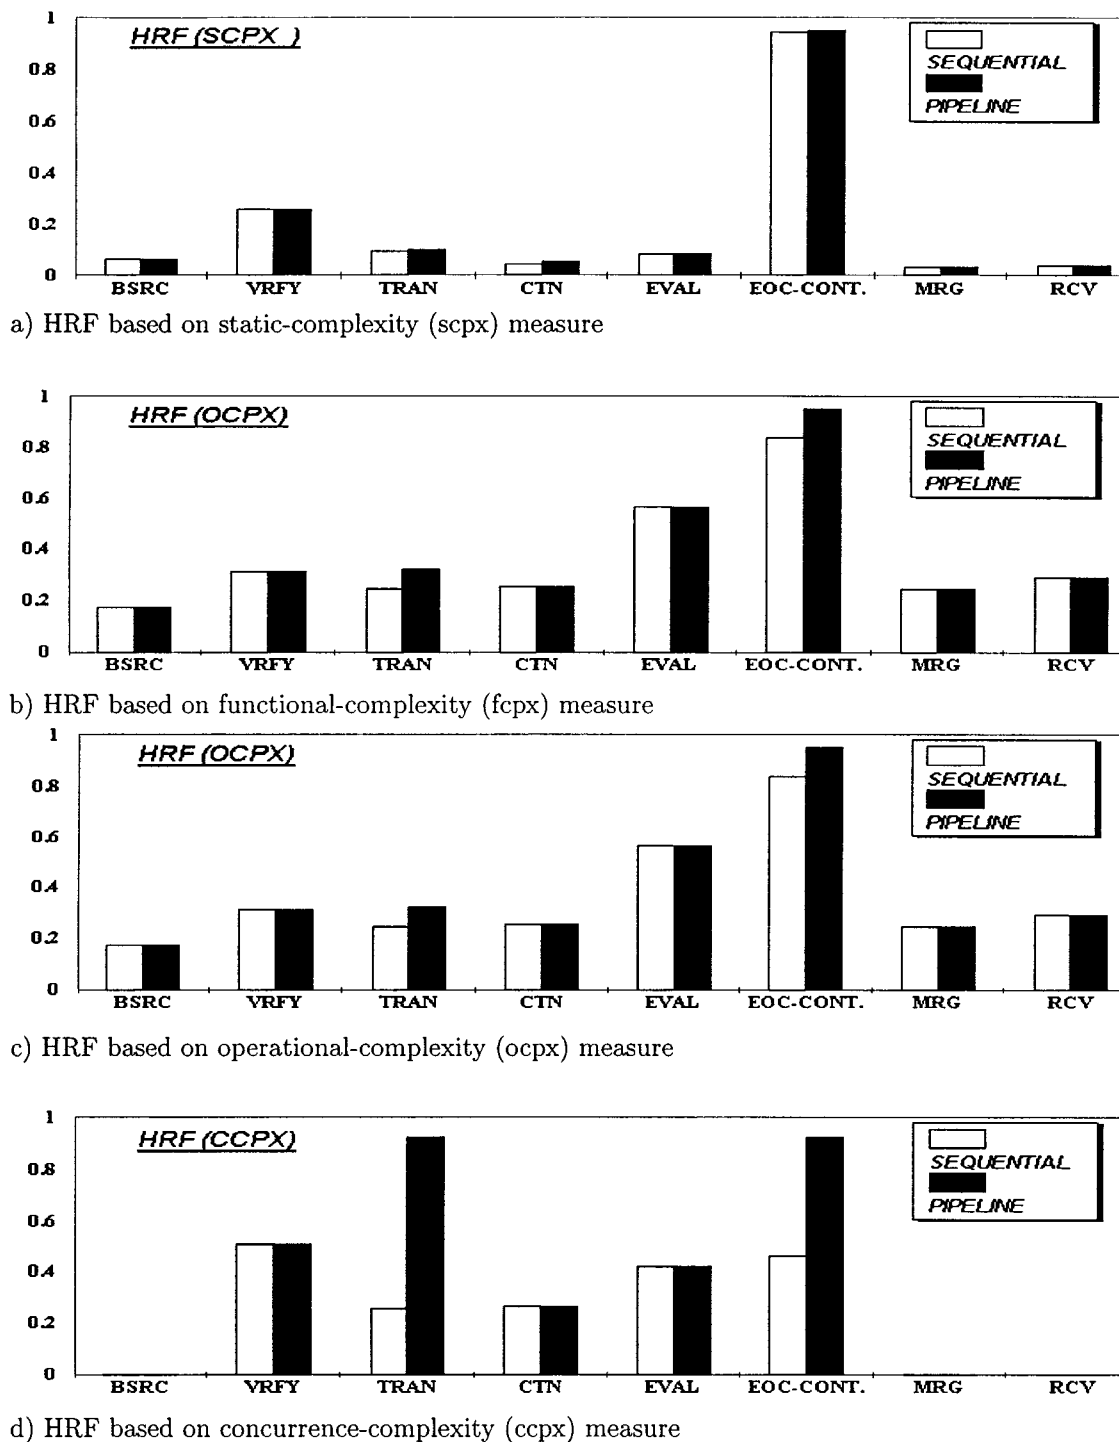 1
HRF (SCPX )
SEQUENTIAL
PIPELINE
0.8
0.6
0.4
0.2
0
BSRC VRFY TRAN CTN EVAL EOC-CONT. MRG RCV
a) HRF based on static-complexity (scpx) measure
1
HRF (OCPX)
SEQUENTIAL
PIPELINE
0.8
0.6
0.4
0.2
0
BSRC VRFY TRAN CTN EVAL EOC-CONT. MRG RCV
b) HRF based on functional-complexity (fcpx) measure
1
HRF (OCPX)
SEQUENTIAL
PIPELINE
0.8
0.6
0.4
0.2
0
BSRC VRFY TRAN CTN EVAL EOC-CONT. MRG RCV
c) HRF based on operational-complexity (ocpx) measure
1
HRF (CCPX)
SEQUENTIAL
PIPELINE
0.8
0.6
0.4
0.2
0
BSRC VRFY TRAN CTN EVAL EOC-CONT. MRG RCV
d) HRF based on concurrence-complexity (ccpx) measure